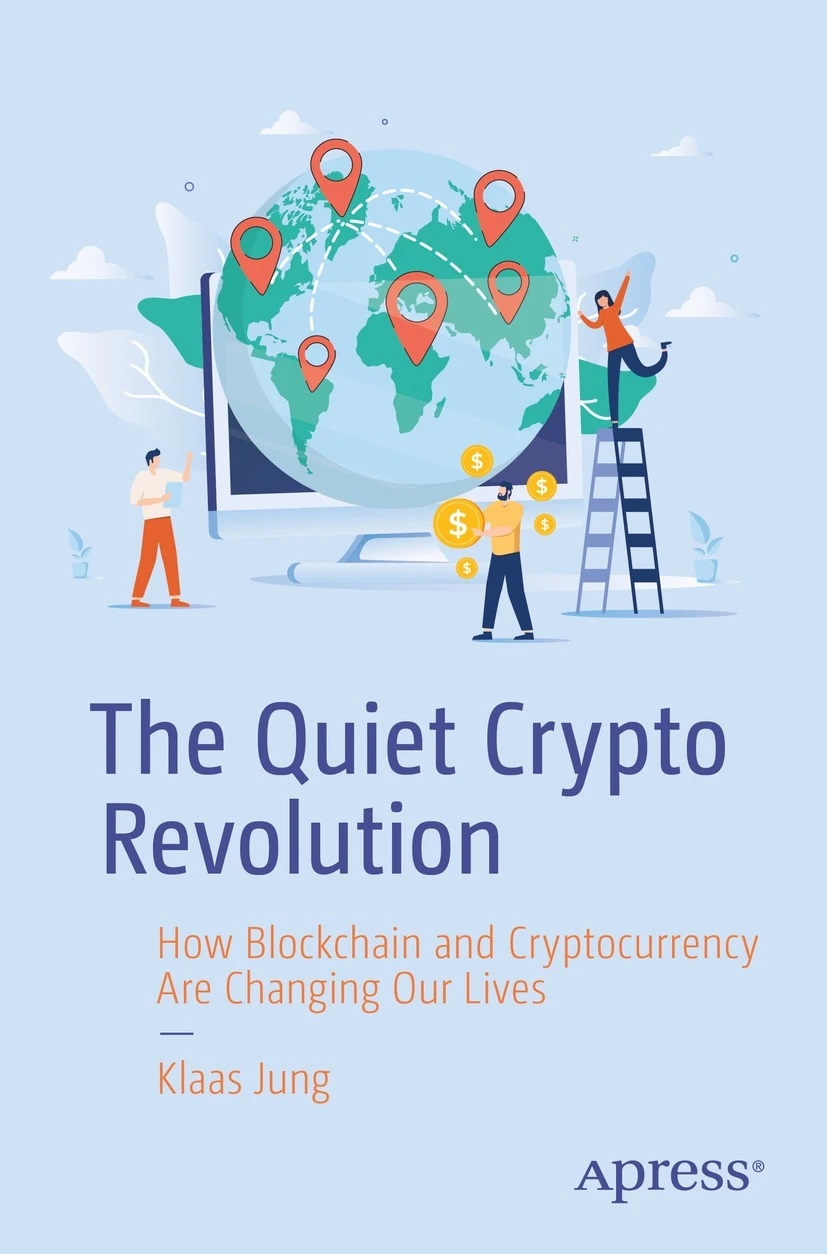 $
$
$
$
$
The Quiet Crypto
Revolution
How Blockchain and Cryptocurrency
Are Changing Our Lives
Klaas Jung
Apress®